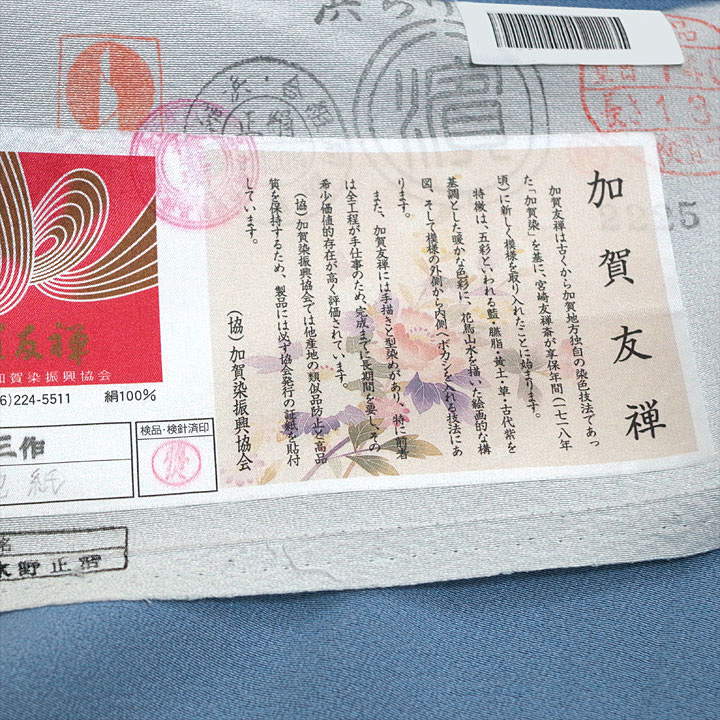 加賀友禅
加賀友禅は古くから加賀地方独自の染色技法であっ
た「加賀染」を基に、宮崎友禅斎が享保年間(一七一八年
頃)に新しく模様を取り入れたことに始まります。
特徴は、五彩といわれる藍・臙脂・黄土・草・古代紫を
基調とした暖かな色彩に、花鳥山水を描いた絵画的な構
図、そして模様の外側から内側へボカシを入れる技法にあ
ります。
また、加賀友禅には手描きと型染めがあり、特に前者
は全工程が手仕事のため、完成までに長期間を要し、その
希少価値的存在が高く評価されています。
(協)加賀染振興協会では他産地の類似品防止と高品
質を保持するため、製品には必ず協会発行の証紙を貼付
しています。
(協)加賀染振興協会
友禅
加賀染振興協会
6)224-5511
絹100%
三作
紙
検品・検針済印
水野正
浜ち